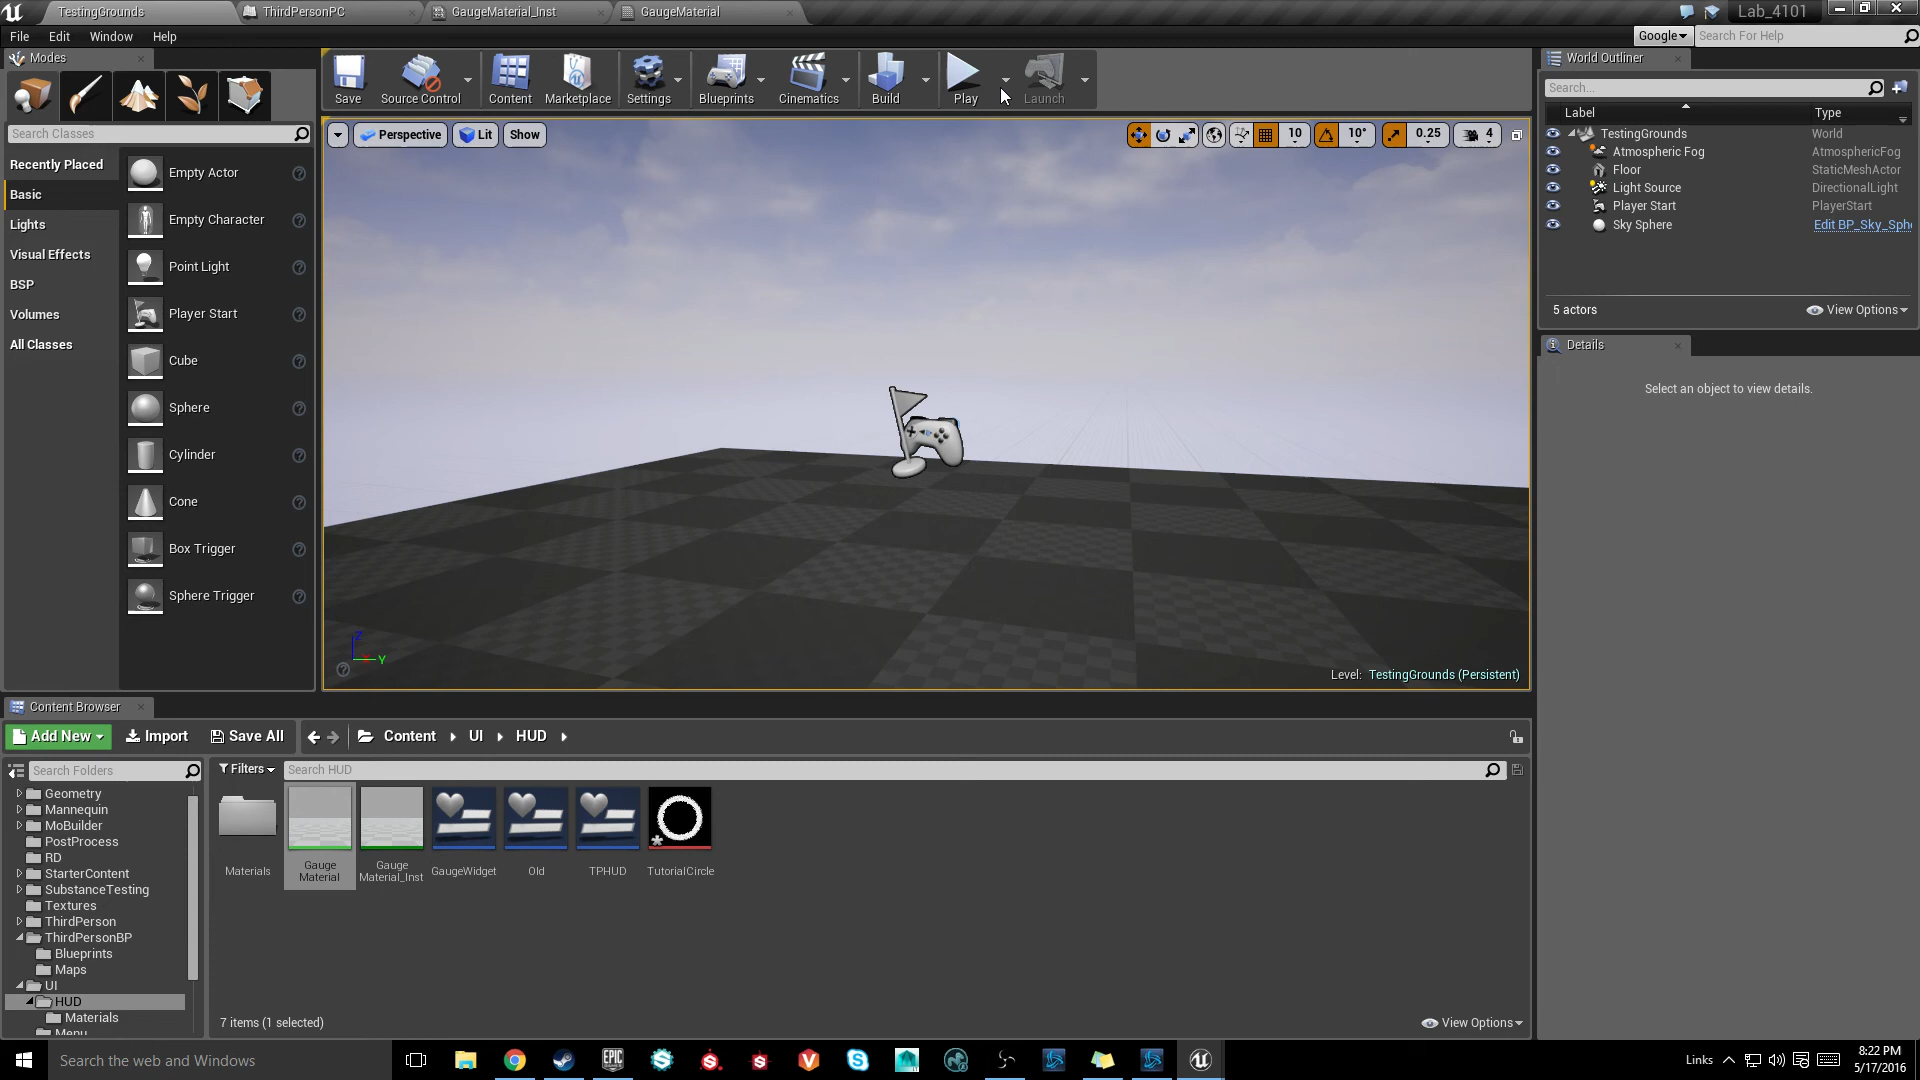 TestingGrounds
ThirdPersonPC
GaugeMaterial_Inst
GaugeMaterial
Lab_4101
File
Edit
Window
Help
Google
Search For Help
Modes
Save
Source Control
Content
Marketplace
Settings
Blueprints
Cinematics
Build
Play
Launch
Search Classes
Recently Placed
Basic
Lights
Visual Effects
BSP
Volumes
All Classes
Empty Actor
Empty Character
Point Light
Player Start
Cube
Sphere
Cylinder
Cone
Box Trigger
Sphere Trigger
Perspective
Lit
Show
10
10°
0.25
4
Z
Y
Level: TestingGrounds (Persistent)
World Outliner
Search...
Label
Type
TestingGrounds
World
Atmospheric Fog
AtmosphericFog
Floor
StaticMeshActor
Light Source
DirectionalLight
Player Start
PlayerStart
Sky Sphere
Edit BP_Sky_Sph
5 actors
View Options
Details
Select an object to view details.
Content Browser
Add New
Import
Save All
Content
UI
HUD
Search Folders
Filters
Search HUD
Geometry
Mannequin
MoBuilder
PostProcess
RD
StarterContent
SubstanceTesting
Textures
ThirdPerson
ThirdPersonBP
Blueprints
Maps
UI
HUD
Materials
Menu
Materials
Gauge
Material
Gauge
Material_Inst
GaugeWidget
Old
TPHUD
TutorialCircle
7 items (1 selected)
View Options
Search the web and Windows
EPIC
Links
8:22 PM
5/17/2016